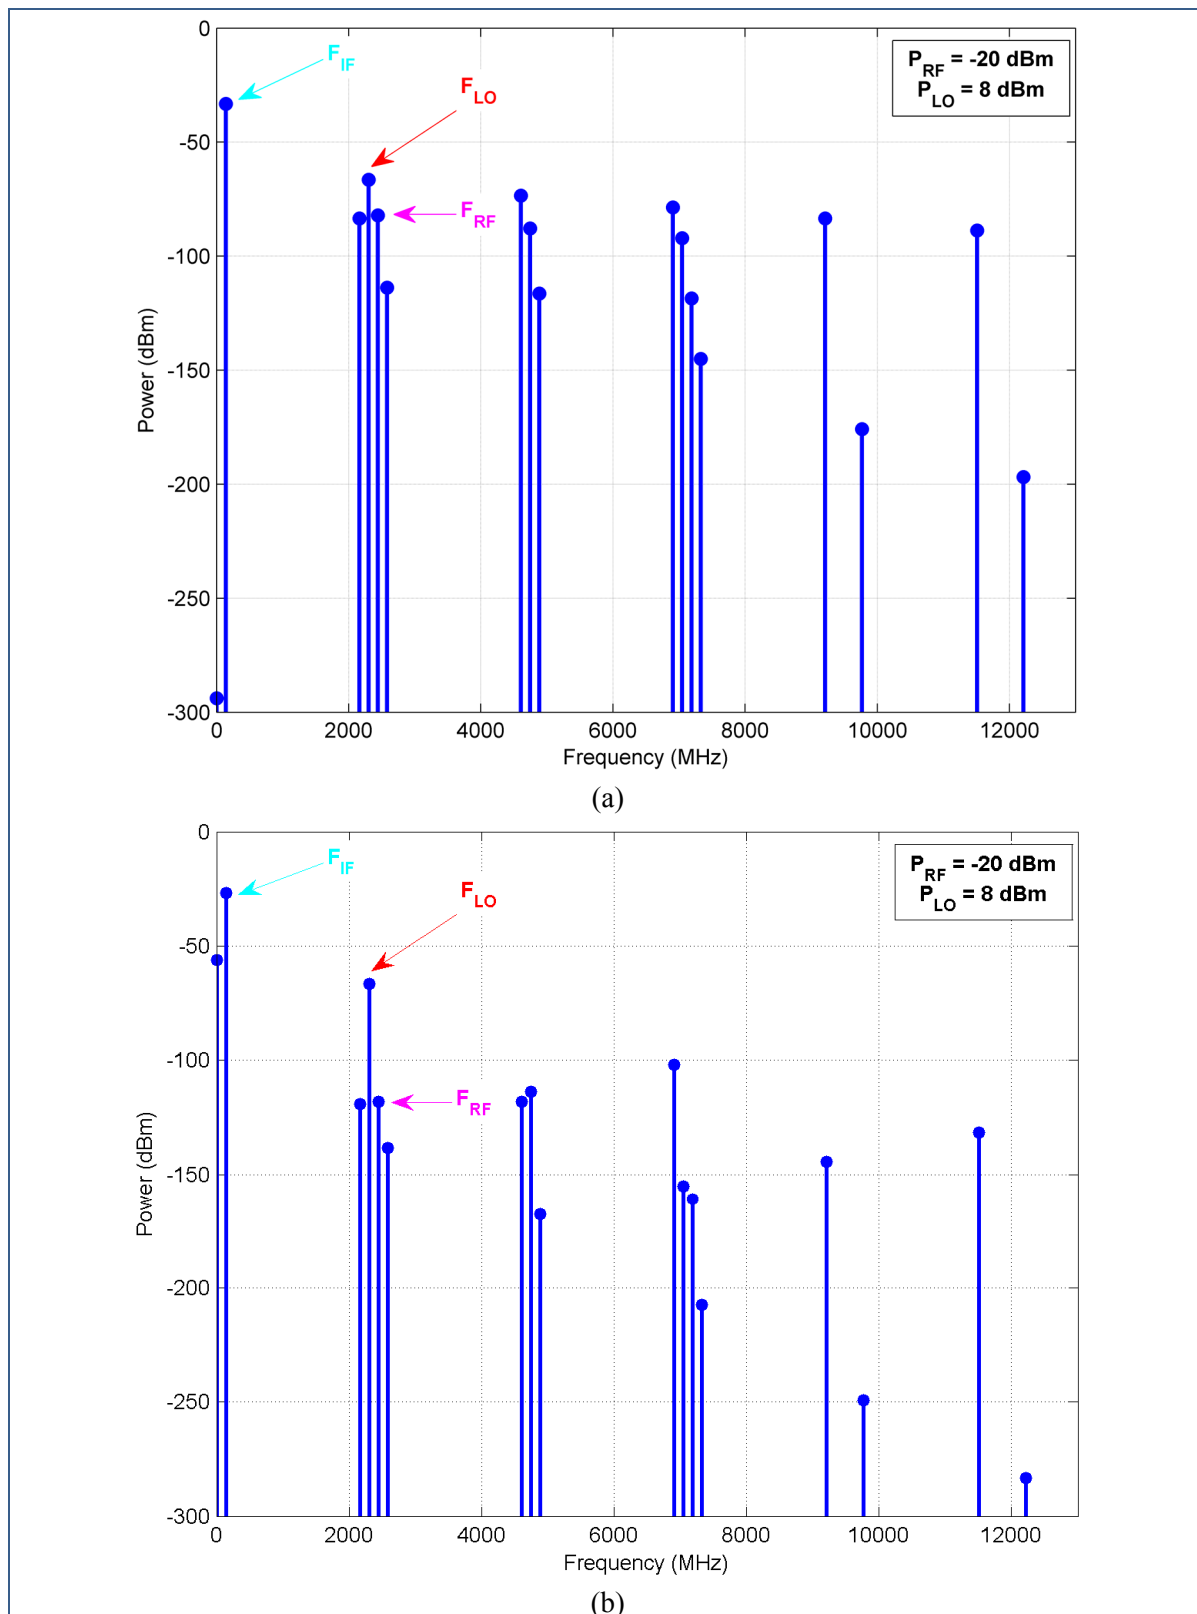 0
F_IF
P_RF = -20 dBm
P_LO = 8 dBm
F_LO
-50
F_RF
-100
-150
-200
-250
-300
Power (dBm)
0 2000 4000 6000 8000 10000 12000
Frequency (MHz)
(a)
0
F_IF
P_RF = -20 dBm
P_LO = 8 dBm
F_LO
-50
F_RF
-100
-150
-200
-250
-300
Power (dBm)
0 2000 4000 6000 8000 10000 12000
Frequency (MHz)
(b)